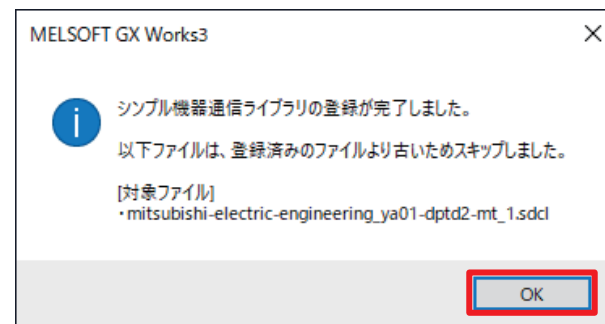 MELSOFT GX Works3
シンプル機器通信ライブラリの登録が完了しました。
以下ファイルは、登録済みのファイルより古いためスキップしました。
[対象ファイル]
・mitsubishi-electric-engineering_ya01-dptd2-mt_1.sdcl
OK